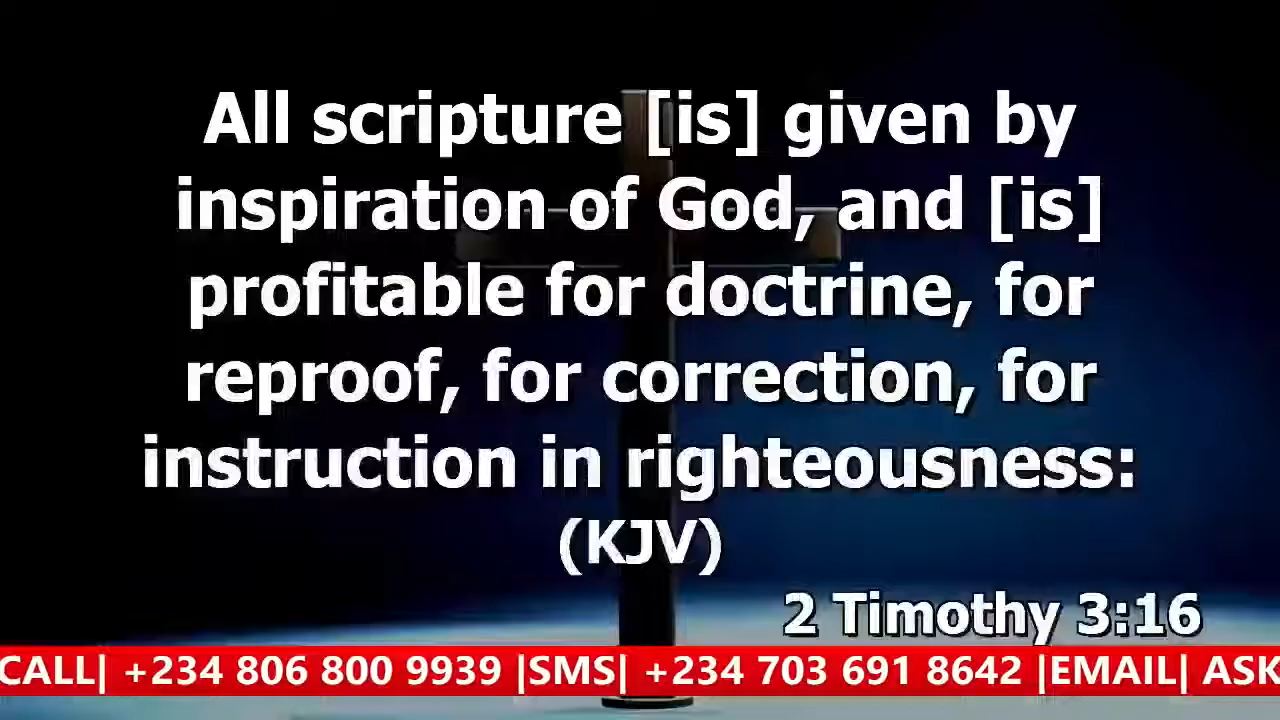 All scripture [is] given by
inspiration of God, and [is]
profitable for doctrine, for
reproof, for correction, for
instruction in righteousness:
(KJV)
2 Timothy 3:16
CALL| +234 806 800 9939 |SMS| +234 703 691 8642 |EMAIL| ASK